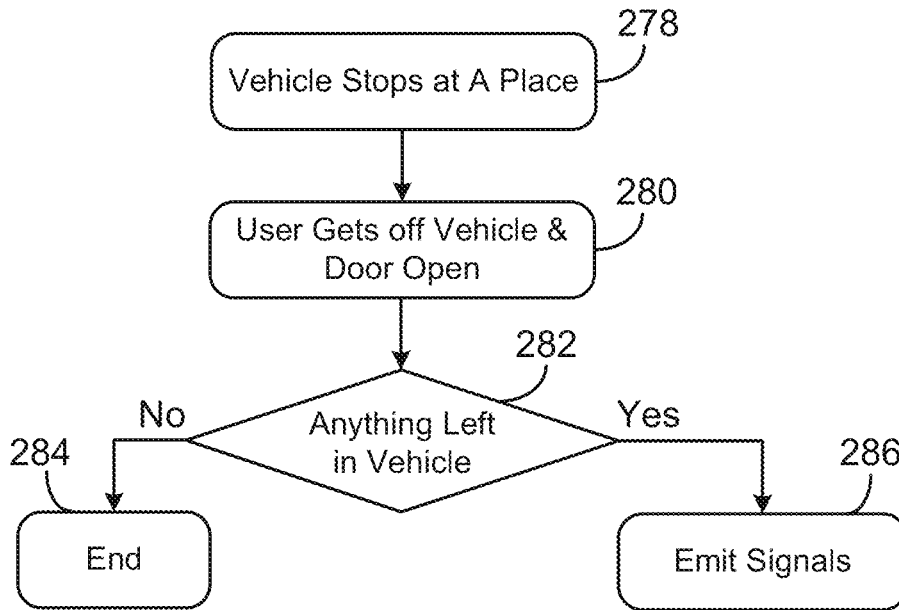 278
Vehicle Stops at A Place
280
User Gets off Vehicle &
Door Open
282
No
Yes
Anything Left
in Vehicle
284
286
End
Emit Signals